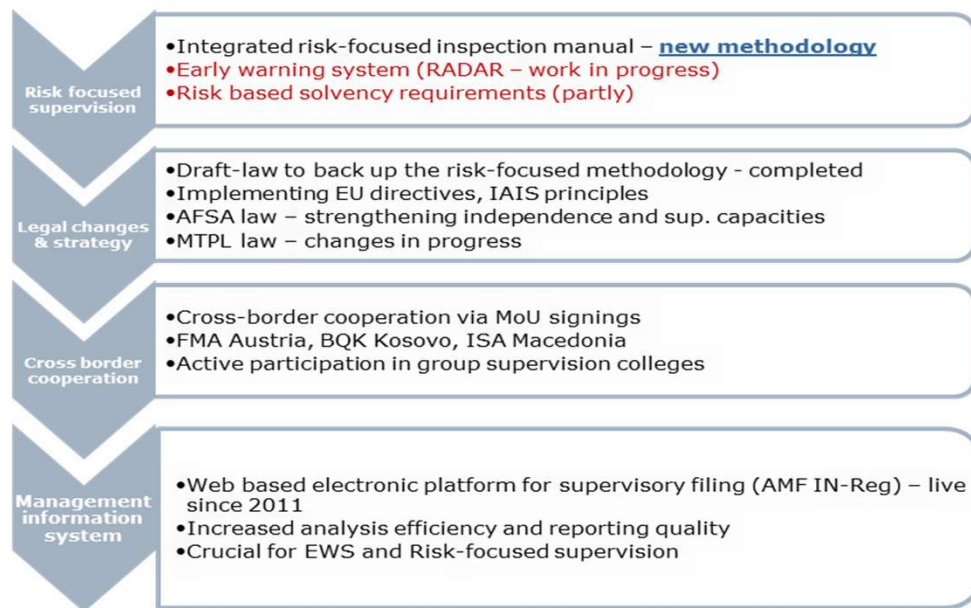 Risk focused
supervision
•Integrated risk-focused inspection manual – new methodology
•Early warning system (RADAR – work in progress)
•Risk based solvency requirements (partly)
Legal changes
& strategy
•Draft-law to back up the risk-focused methodology - completed
•Implementing EU directives, IAIS principles
•AFSA law – strengthening independence and sup. capacities
•MTPL law – changes in progress
Cross border
cooperation
•Cross-border cooperation via MoU signings
•FMA Austria, BQK Kosovo, ISA Macedonia
•Active participation in group supervision colleges
Management
information
system
•Web based electronic platform for supervisory filing (AMF IN-Reg) – live
since 2011
•Increased analysis efficiency and reporting quality
•Crucial for EWS and Risk-focused supervision